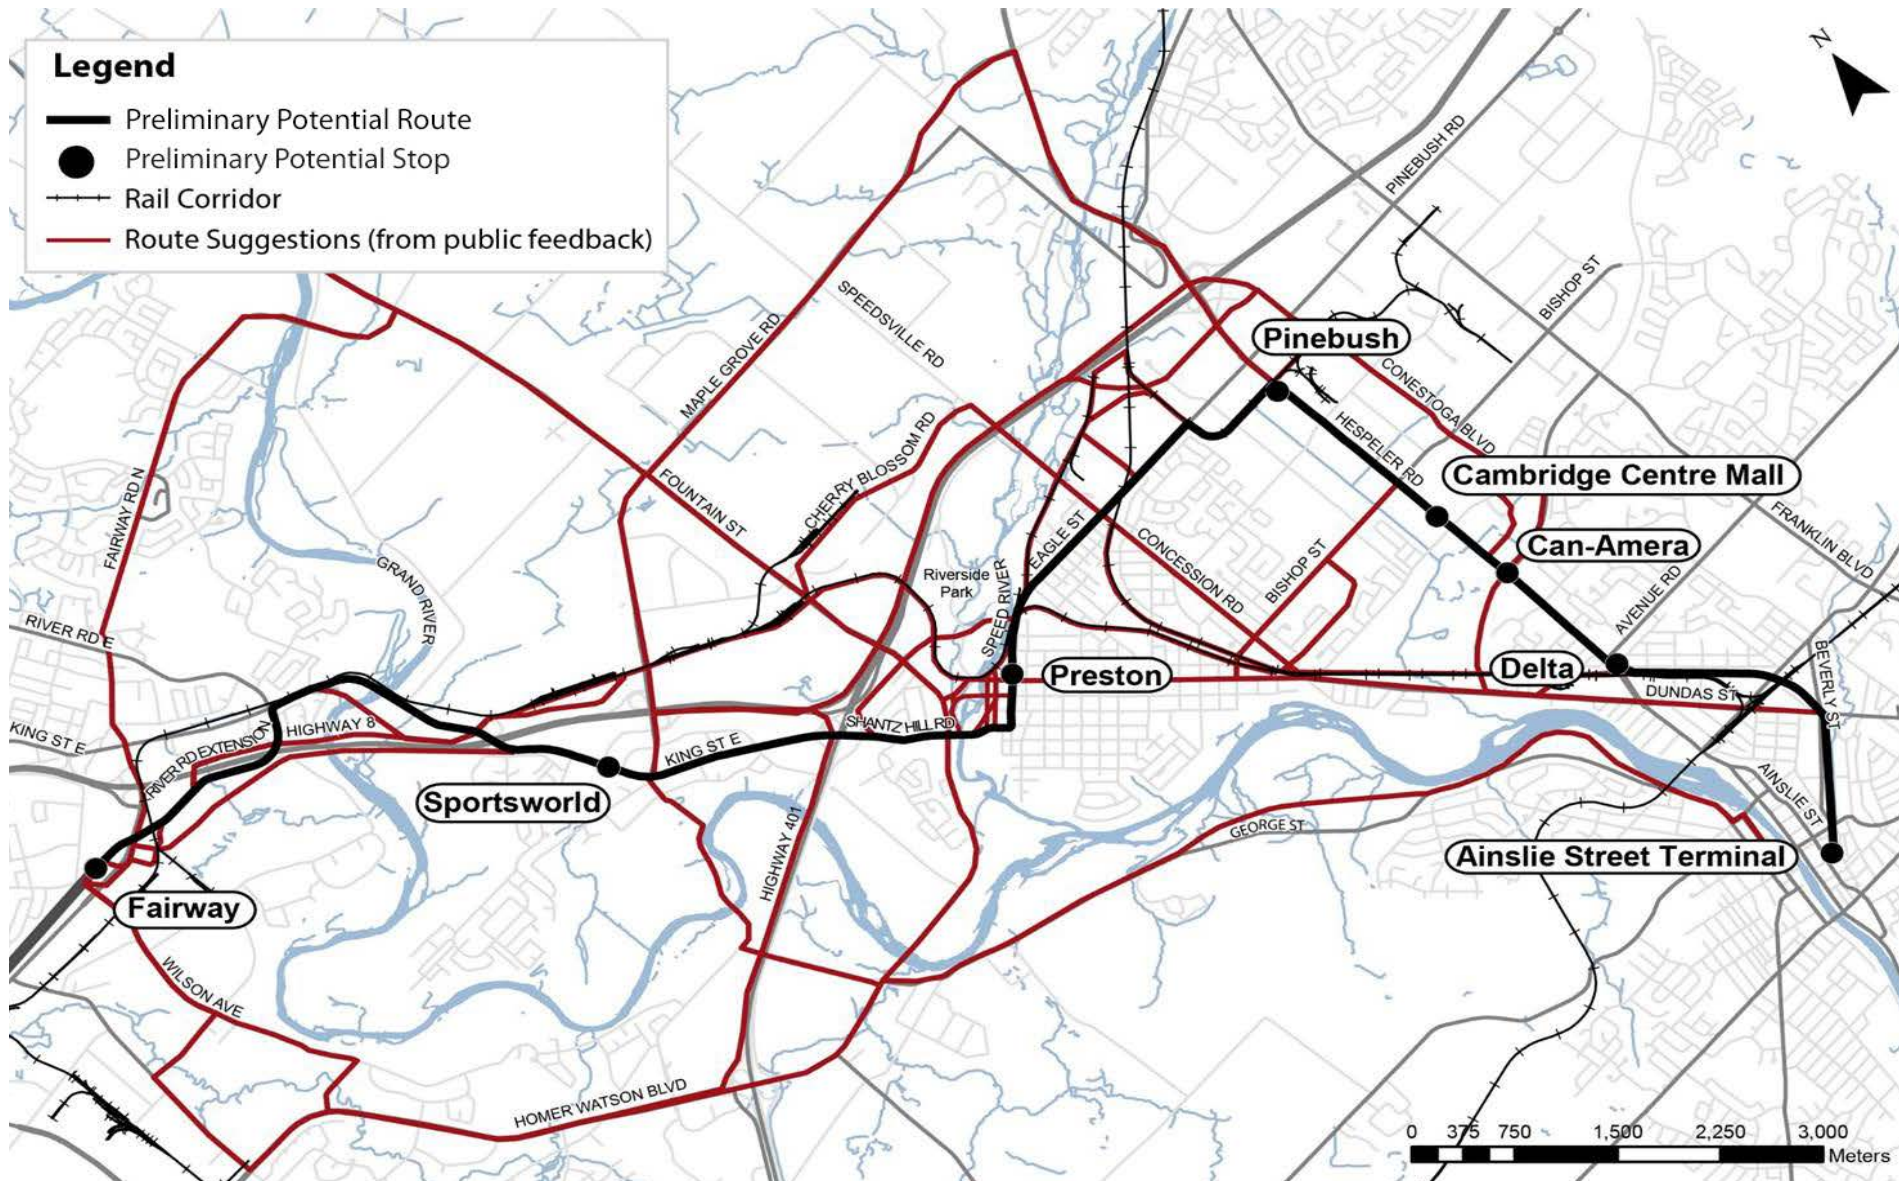 N
Legend
Preliminary Potential Route
Preliminary Potential Stop
Rail Corridor
Route Suggestions (from public feedback)
PINEBUSH RD
BISHOP ST
SPEEDSVILLE RD
MAPLE GROVE RD
Pinebush
CONESTOGA BLVD
HESPELER RD
CHERRY BLOSSOM RD
FOUNTAIN ST
Cambridge Centre Mall
FAIRWAY RD N
FRANKLIN BLVD
Can-Amera
EAGLE ST
CONCESSION RD
BISHOP ST
Riverside
Park
GRAND RIVER
SPEED RIVER
AVENUE RD
RIVER RD E
Preston
Delta
DUNDAS ST
BEVERLY ST
KING ST E
HIGHWAY 8
RIVER RD EXTENSION
SHANTZ HILL RD
KING ST E
Sportsworld
AINSLIE ST
HIGHWAY 401
GEORGE ST
Ainslie Street Terminal
Fairway
WILSON AVE
HOMER WATSON BLVD
0 375 750 1,500 2,250 3,000
Meters